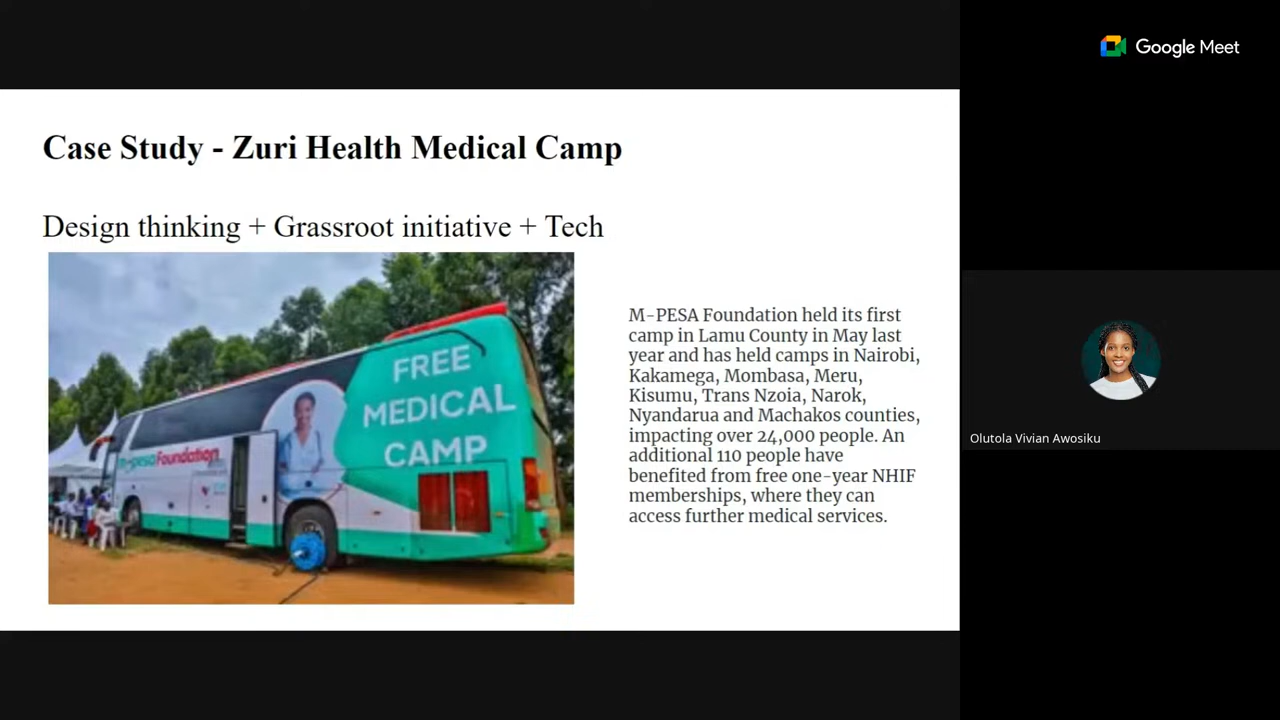 Google Meet
Case Study - Zuri Health Medical Camp
Design thinking + Grassroot initiative + Tech
FREE
MEDICAL
CAMP
m-pesa Foundation
M-PESA Foundation held its first
camp in Lamu County in May last
year and has held camps in Nairobi,
Kakamega, Mombasa, Meru,
Kisumu, Trans Nzoia, Narok,
Nyandarua and Machakos counties,
impacting over 24,000 people. An
additional 110 people have
benefited from free one-year NHIF
memberships, where they can
access further medical services.
Olutola Vivian Awosiku